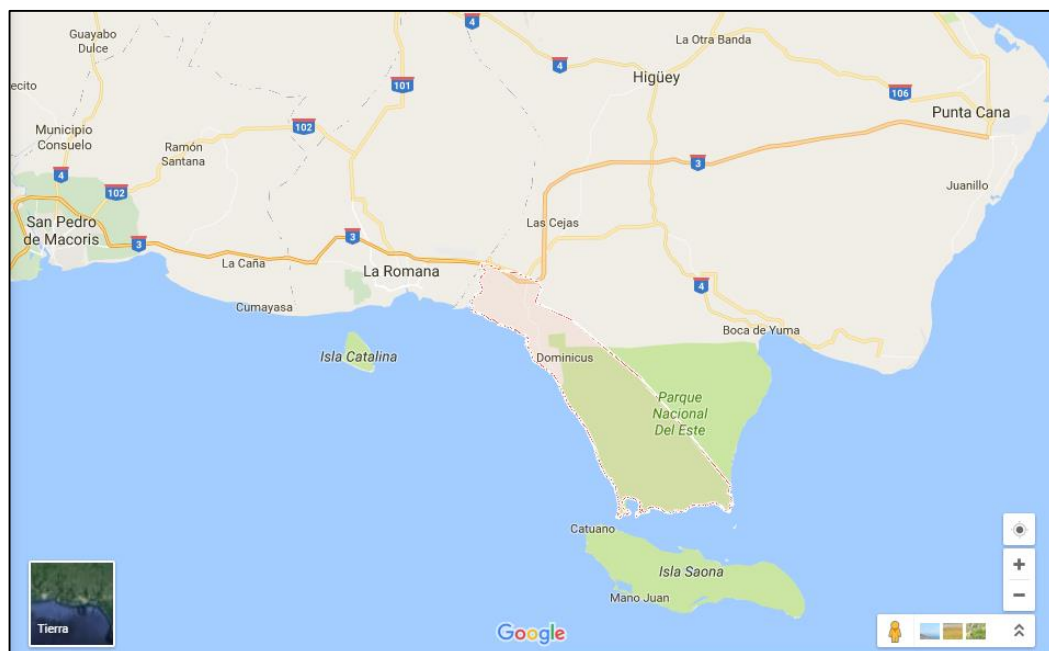 4
Guayabo
Dulce
La Otra Banda
4
Higüey
ecito
101
106
Punta Cana
Municipio
Consuelo
102
Ramón
Santana
3
4
102
Juanillo
San Pedro
de Macorís
Las Cejas
3
3
La Caña
La Romana
4
Cumayasa
Boca de Yuma
Isla Catalina
Dominicus
Parque
Nacional
Del Este
Catuano
Isla Saona
Mano Juan
Tierra
Google